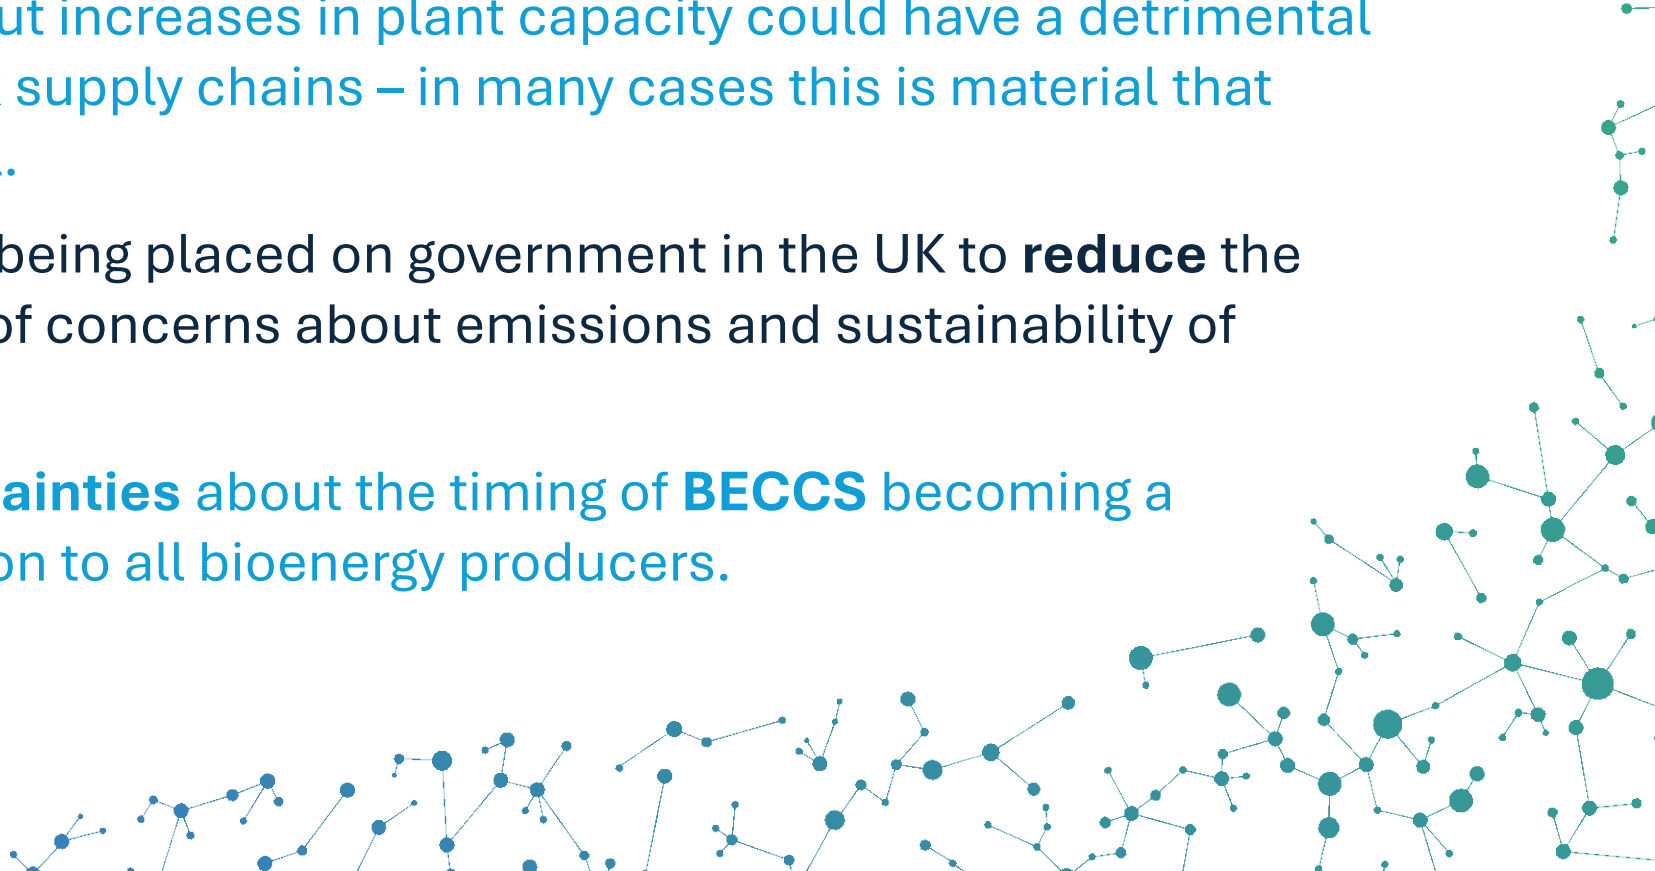 ut increases in plant capacity could have a detrimental
supply chains – in many cases this is material that
being placed on government in the UK to reduce the
of concerns about emissions and sustainability of
ainties about the timing of BECCS becoming a
on to all bioenergy producers.